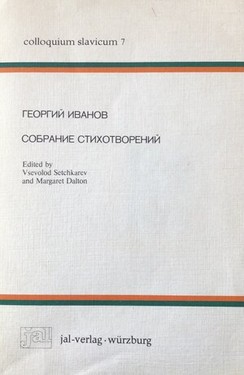 colloquium slavicum 7
ГЕОРГИЙ ИВАНОВ
СОБРАНИЕ СТИХОТВОРЕНИЙ
Edited by
Vsevolod Setchkarev
and Margaret Dalton
jal jal-verlag · würzburg